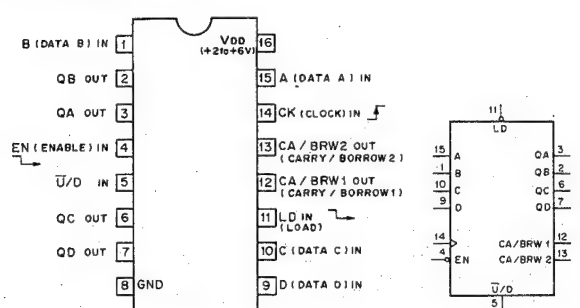 B (DATA B) IN 1
QB OUT 2
QA OUT 3
EN (ENABLE) IN 4
U̅/D IN 5
QC OUT 6
QD OUT 7
8 GND
VDD 16
(+2to+6V)
15 A (DATA A) IN
14 CK (CLOCK) IN
13 CA / BRW2 OUT
(CARRY / BORROW2)
12 CA / BRW1 OUT
(CARRY / BORROW1)
11 LD IN
(LOAD)
10 C (DATA C) IN
9 D (DATA D) IN
11
LD
15 A QA 3
1 B QB 2
10 C QC 6
9 D QD 7
14 CA/BRW 1 12
4 EN CA/BRW 2 13
U̅/D
5